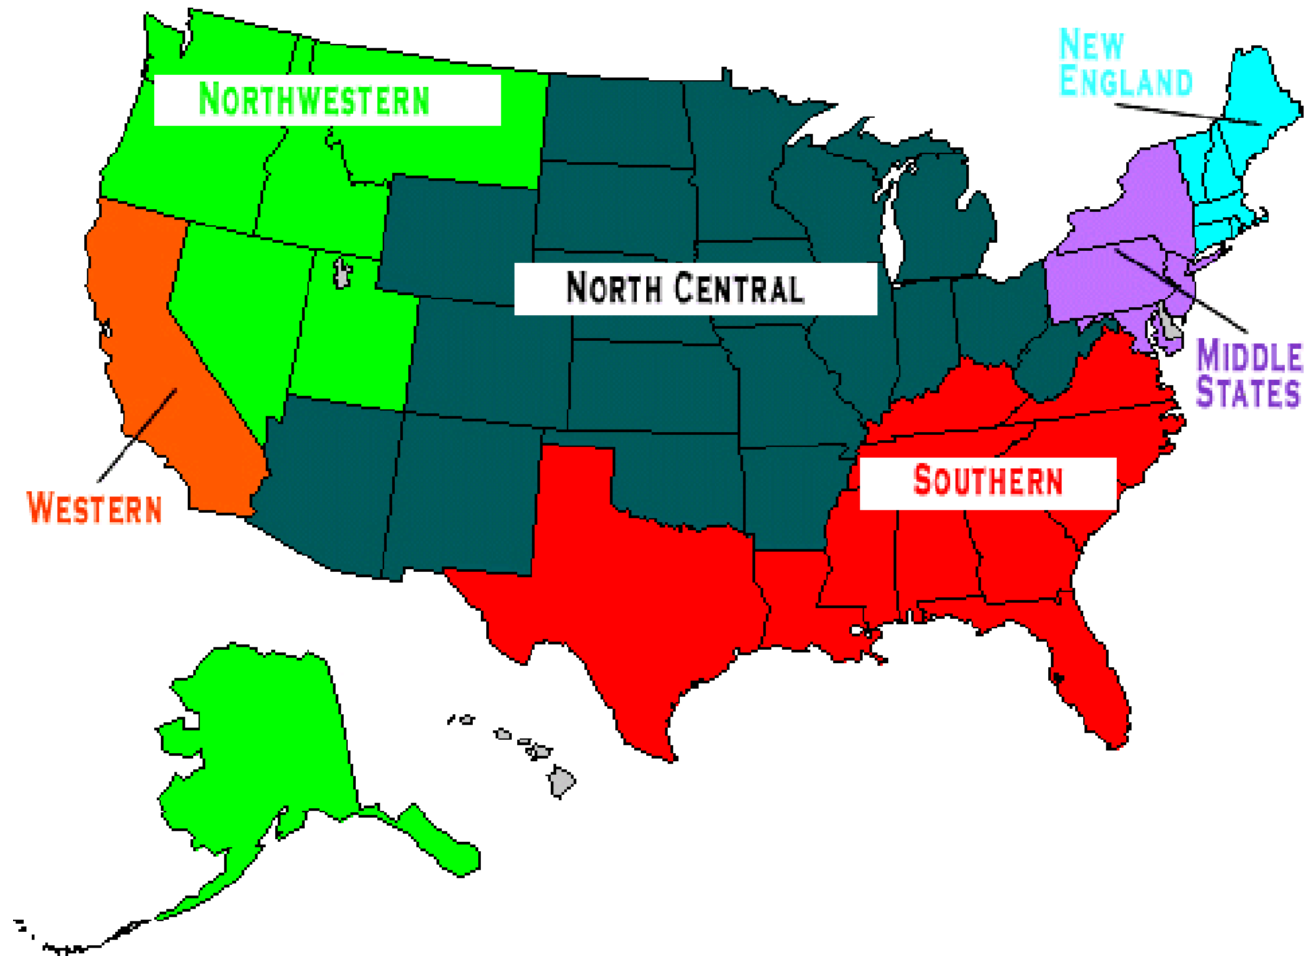 NEW
ENGLAND
NORTHWESTERN
NORTH CENTRAL
MIDDLE
STATES
SOUTHERN
WESTERN